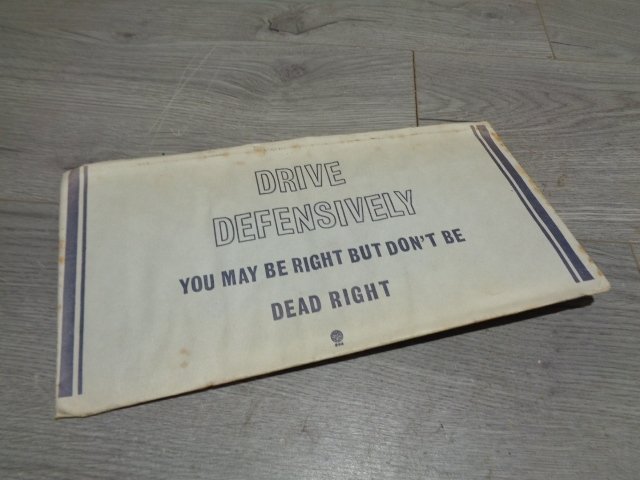 DRIVE
DEFENSIVELY
YOU MAY BE RIGHT BUT DON'T BE
DEAD RIGHT